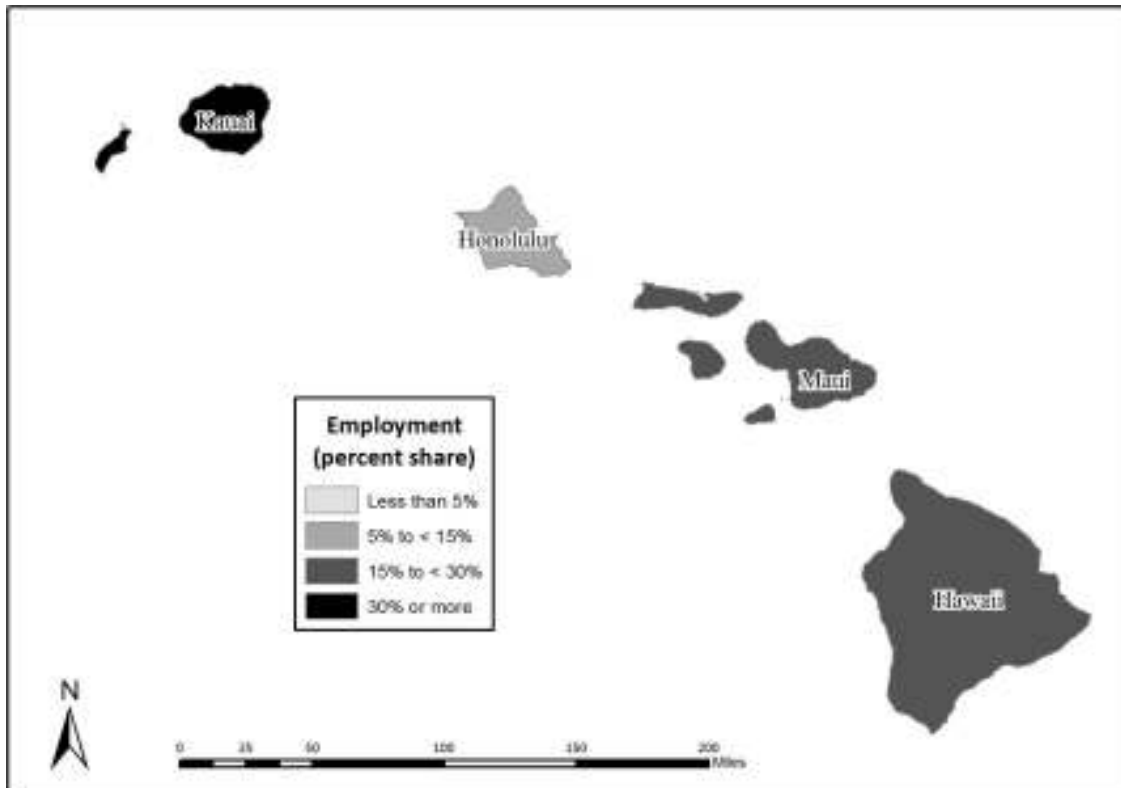 Kauai
Honolulu
Maui
Hawaii
Employment
(percent share)
Less than 5%
5% to < 15%
15% to < 30%
30% or more
N
0 25 50 100 150 200
Miles